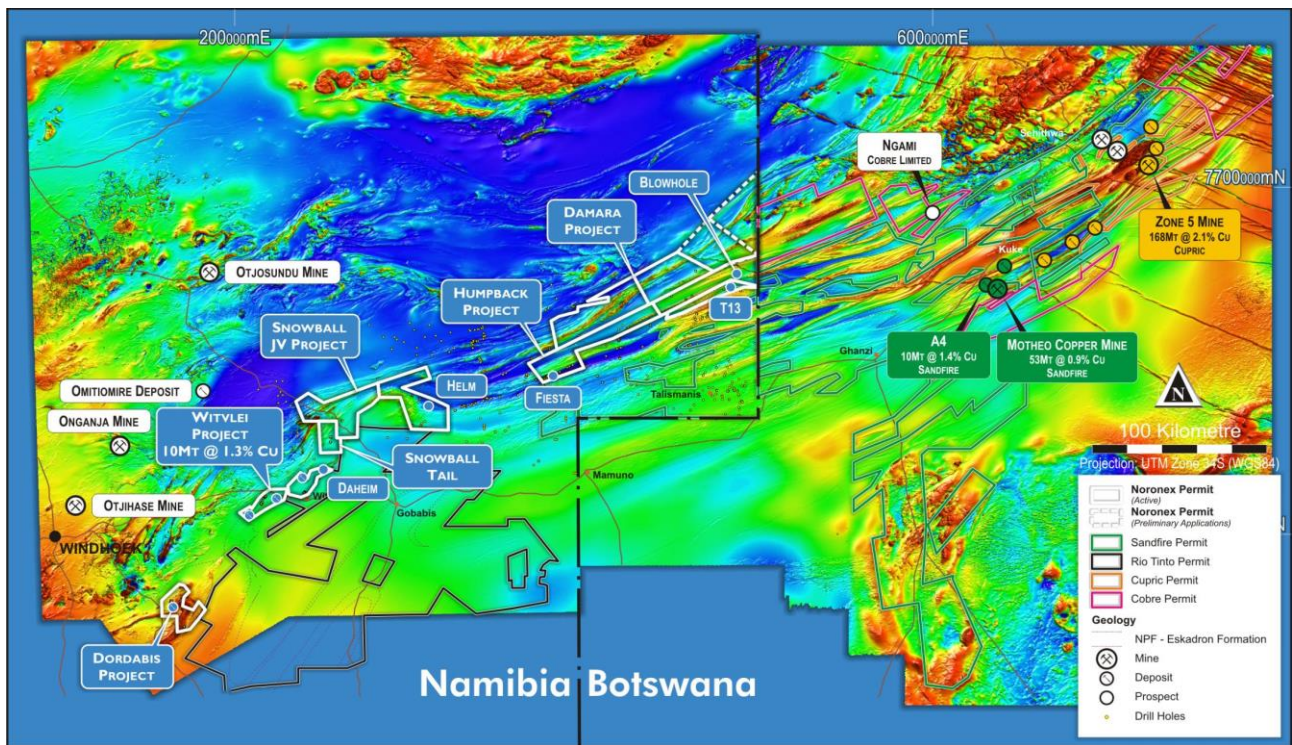 200000mE
600000mE
Sehithwa
NGAMI
COBRE LIMITED
7700000mN
BLOWHOLE
DAMARA
PROJECT
ZONE 5 MINE
168MT @ 2.1% CU
CUPRIC
Kuke
OTJOSUNDU MINE
HUMPBACK
PROJECT
T13
SNOWBALL
JV PROJECT
A4
10MT @ 1.4% CU
SANDFIRE
MOTHEO COPPER MINE
53MT @ 0.9% CU
SANDFIRE
Ghanzi
HELM
OMITIOMIRE DEPOSIT
FIESTA
Talismanis
N
ONGANJA MINE
WITVLEI
PROJECT
10MT @ 1.3% CU
100 Kilometre
Projection: UTM Zone 34S (WGS84)
SNOWBALL
TAIL
Mamuno
DAHEIM
OTJIHASE MINE
Gobabis
WINDHOEK
Noronex Permit
(Active)
Noronex Permit
(Preliminary Applications)
Sandfire Permit
Rio Tinto Permit
Cupric Permit
Cobre Permit
Geology
NPF - Eskadron Formation
Mine
Deposit
Prospect
Drill Holes
DORDABIS
PROJECT
Namibia Botswana